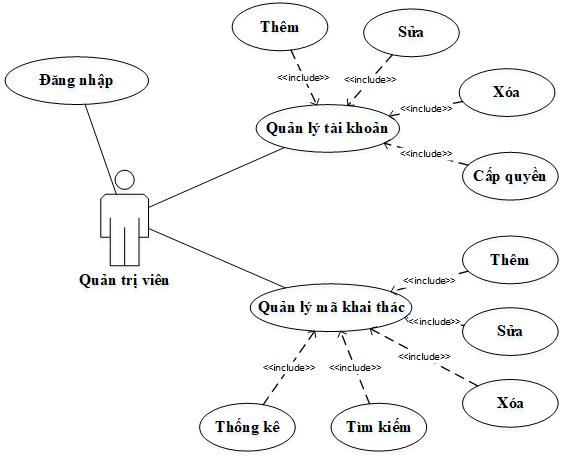 Thêm
Sửa
<<include>>
<<include>>
Đăng nhập
Xóa
<<include>>
Quản lý tài khoản
<<include>>
Cấp quyền
Quản trị viên
Thêm
<<include>>
Quản lý mã khai thác
<<include>>
Sửa
<<include>>
<<include>>
<<include>>
Xóa
Thống kê
Tìm kiếm